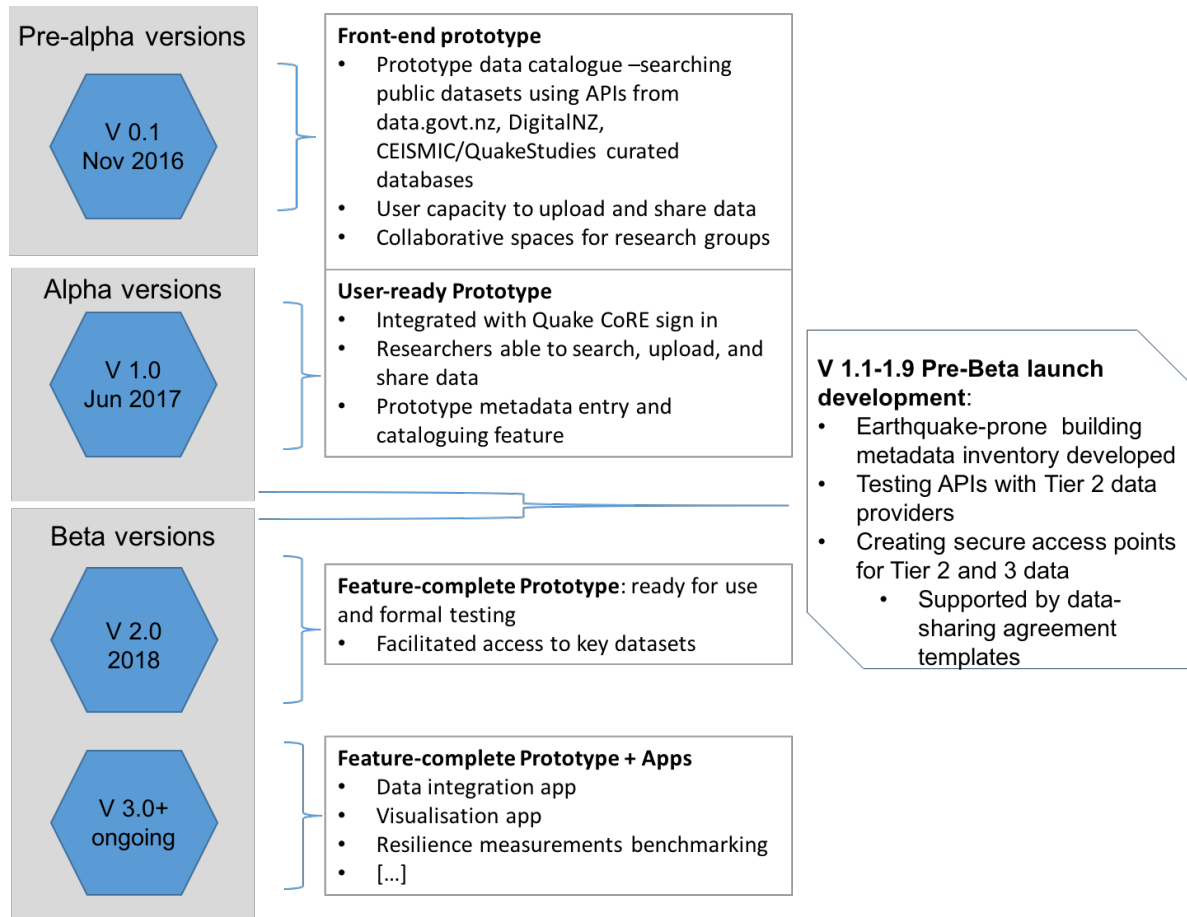 Pre-alpha versions
V 0.1
Nov 2016
Front-end prototype
• Prototype data catalogue –searching
public datasets using APIs from
data.govt.nz, DigitalNZ,
CEISMIC/QuakeStudies curated
databases
• User capacity to upload and share data
• Collaborative spaces for research groups
Alpha versions
V 1.0
Jun 2017
User-ready Prototype
• Integrated with Quake CoRE sign in
• Researchers able to search, upload, and
share data
• Prototype metadata entry and
cataloguing feature
V 1.1-1.9 Pre-Beta launch
development:
• Earthquake-prone building
metadata inventory developed
• Testing APIs with Tier 2 data
providers
• Creating secure access points
for Tier 2 and 3 data
• Supported by data-
sharing agreement
templates
Beta versions
V 2.0
2018
Feature-complete Prototype: ready for use
and formal testing
• Facilitated access to key datasets
V 3.0+
ongoing
Feature-complete Prototype + Apps
• Data integration app
• Visualisation app
• Resilience measurements benchmarking
• […]